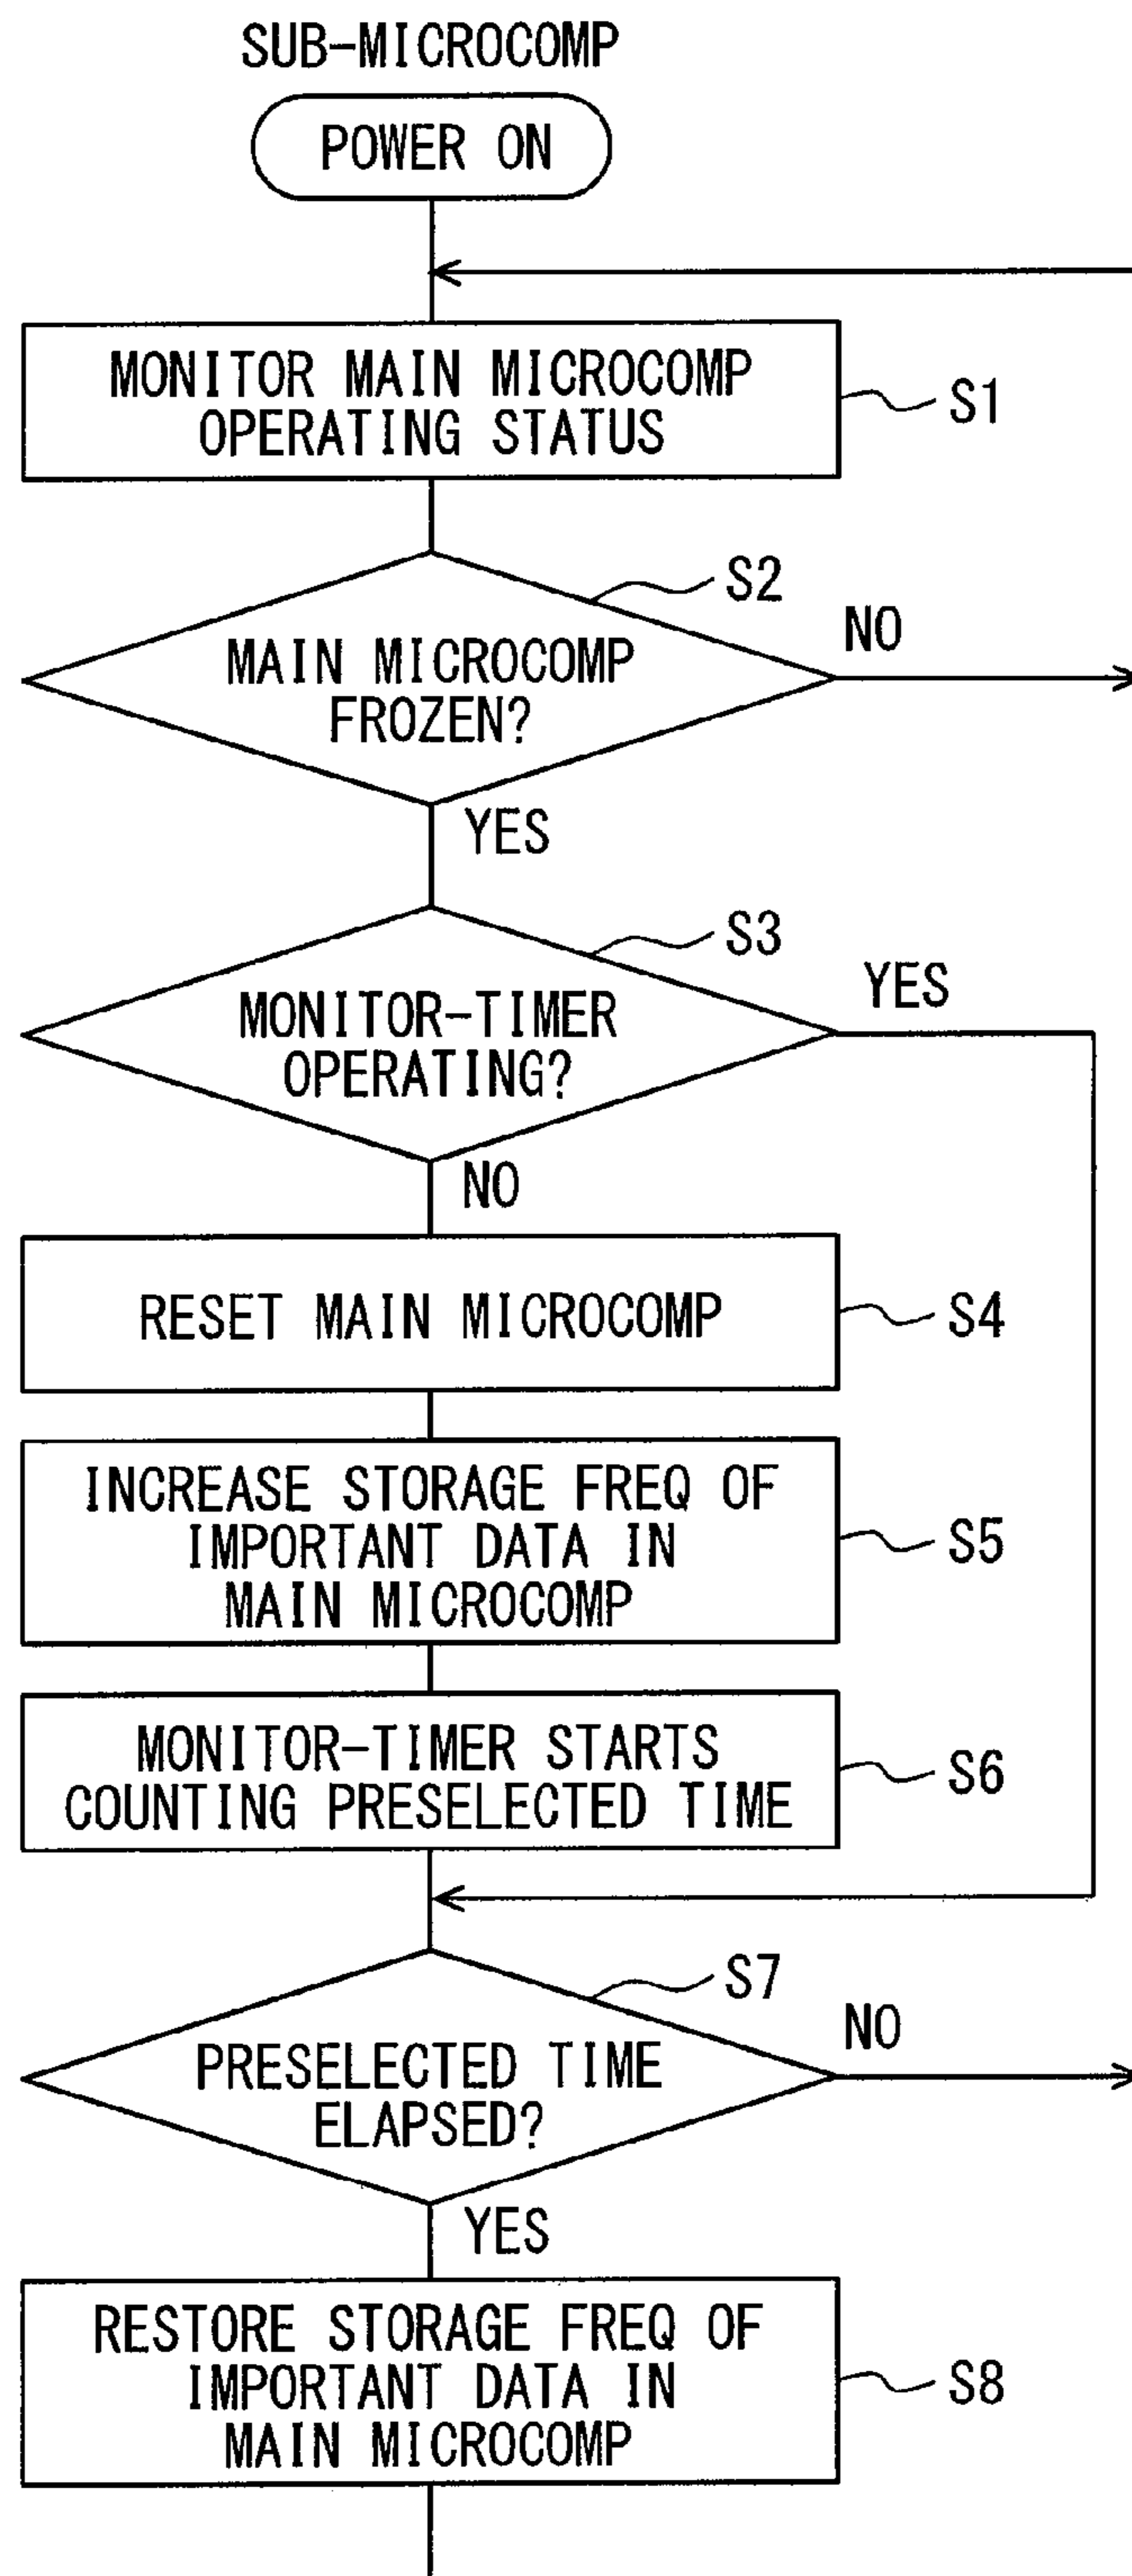 SUB-MICROCOMP
POWER ON
MONITOR MAIN MICROCOMP
OPERATING STATUS
S1
S2
NO
MAIN MICROCOMP
FROZEN?
YES
S3
YES
MONITOR-TIMER
OPERATING?
NO
RESET MAIN MICROCOMP
S4
INCREASE STORAGE FREQ OF
IMPORTANT DATA IN
MAIN MICROCOMP
S5
MONITOR-TIMER STARTS
COUNTING PRESELECTED TIME
S6
S7
NO
PRESELECTED TIME
ELAPSED?
YES
RESTORE STORAGE FREQ OF
IMPORTANT DATA IN
MAIN MICROCOMP
S8